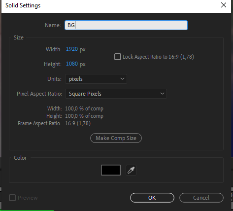 Solid Settings
Name: BG
Size
Width: 1920 px
Lock Aspect Ratio to 16:9 (1,78)
Height: 1080 px
Units: pixels
Pixel Aspect Ratio: Square Pixels
Width: 100,0 % of comp
Height: 100,0 % of comp
Frame Aspect Ratio: 16:9 (1,78)
Make Comp Size
Color
Preview
OK
Cancel